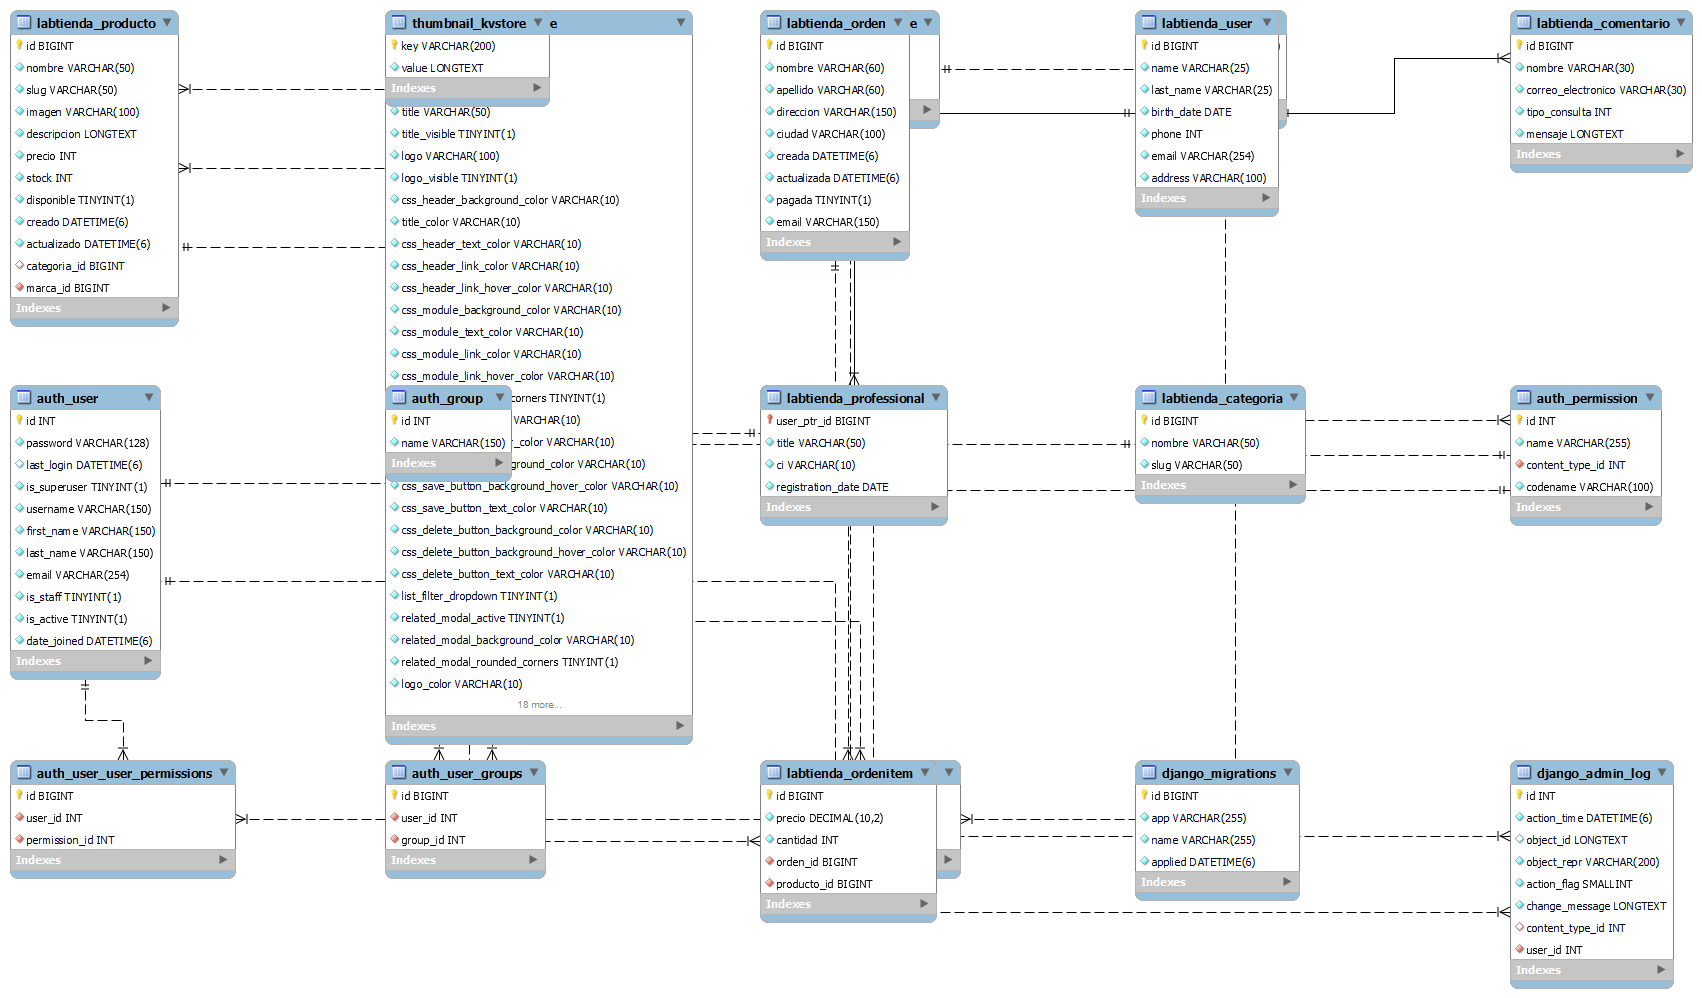 labtienda_producto
id BIGINT
nombre VARCHAR(50)
slug VARCHAR(50)
imagen VARCHAR(100)
descripcion LONGTEXT
precio INT
stock INT
disponible TINYINT(1)
creado DATETIME(6)
actualizado DATETIME(6)
categoria_id BIGINT
marca_id BIGINT
Indexes
thumbnail_kvstore
key VARCHAR(200)
value LONGTEXT
Indexes
e
title VARCHAR(50)
title_visible TINYINT(1)
logo VARCHAR(100)
logo_visible TINYINT(1)
css_header_background_color VARCHAR(10)
title_color VARCHAR(10)
css_header_text_color VARCHAR(10)
css_header_link_color VARCHAR(10)
css_header_link_hover_color VARCHAR(10)
css_module_background_color VARCHAR(10)
css_module_text_color VARCHAR(10)
css_module_link_color VARCHAR(10)
css_module_link_hover_color VARCHAR(10)
corners TINYINT(1)
VARCHAR(10)
r_color VARCHAR(10)
ground_color VARCHAR(10)
css_save_button_background_hover_color VARCHAR(10)
css_save_button_text_color VARCHAR(10)
css_delete_button_background_color VARCHAR(10)
css_delete_button_background_hover_color VARCHAR(10)
css_delete_button_text_color VARCHAR(10)
list_filter_dropdown TINYINT(1)
related_modal_active TINYINT(1)
related_modal_background_color VARCHAR(10)
related_modal_rounded_corners TINYINT(1)
logo_color VARCHAR(10)
18 more...
Indexes
labtienda_orden
id BIGINT
nombre VARCHAR(60)
apellido VARCHAR(60)
direccion VARCHAR(150)
ciudad VARCHAR(100)
creada DATETIME(6)
actualizada DATETIME(6)
pagada TINYINT(1)
email VARCHAR(150)
Indexes
e
labtienda_user
id BIGINT
name VARCHAR(25)
last_name VARCHAR(25)
birth_date DATE
phone INT
email VARCHAR(254)
address VARCHAR(100)
Indexes
)
labtienda_comentario
id BIGINT
nombre VARCHAR(30)
correo_electronico VARCHAR(30)
tipo_consulta INT
mensaje LONGTEXT
Indexes
auth_user
id INT
password VARCHAR(128)
last_login DATETIME(6)
is_superuser TINYINT(1)
username VARCHAR(150)
first_name VARCHAR(150)
last_name VARCHAR(150)
email VARCHAR(254)
is_staff TINYINT(1)
is_active TINYINT(1)
date_joined DATETIME(6)
Indexes
auth_group
id INT
name VARCHAR(150)
Indexes
labtienda_professional
user_ptr_id BIGINT
title VARCHAR(50)
ci VARCHAR(10)
registration_date DATE
Indexes
labtienda_categoria
id BIGINT
nombre VARCHAR(50)
slug VARCHAR(50)
Indexes
auth_permission
id INT
name VARCHAR(255)
content_type_id INT
codename VARCHAR(100)
Indexes
auth_user_user_permissions
id BIGINT
user_id INT
permission_id INT
Indexes
auth_user_groups
id BIGINT
user_id INT
group_id INT
Indexes
labtienda_ordenitem
id BIGINT
precio DECIMAL(10,2)
cantidad INT
orden_id BIGINT
producto_id BIGINT
Indexes
django_migrations
id BIGINT
app VARCHAR(255)
name VARCHAR(255)
applied DATETIME(6)
Indexes
django_admin_log
id INT
action_time DATETIME(6)
object_id LONGTEXT
object_repr VARCHAR(200)
action_flag SMALLINT
change_message LONGTEXT
content_type_id INT
user_id INT
Indexes